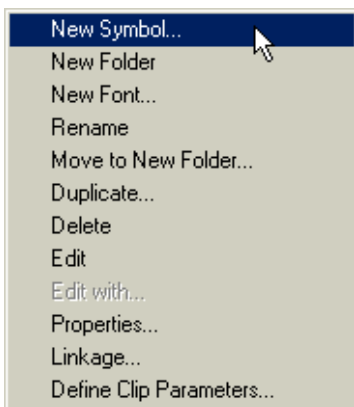 New Symbol...
New Folder
New Font...
Rename
Move to New Folder...
Duplicate...
Delete
Edit
Edit with...
Properties...
Linkage...
Define Clip Parameters...